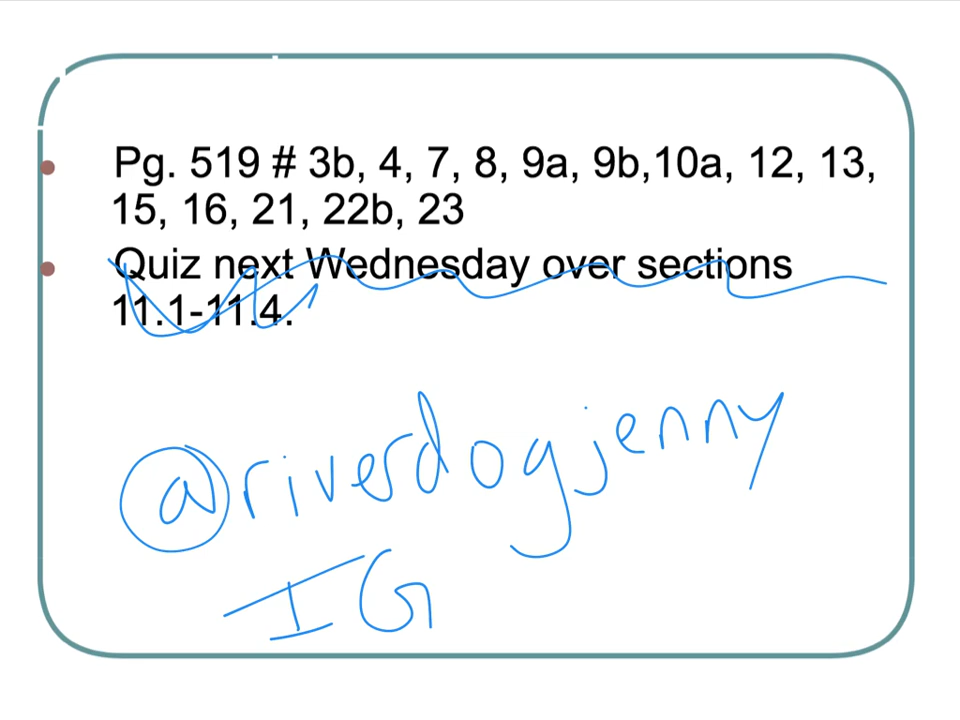 Pg. 519 # 3b, 4, 7, 8, 9a, 9b,10a, 12, 13,
15, 16, 21, 22b, 23
Quiz next Wednesday over sections
11.1-11.4.
@riverdogjenny
IG